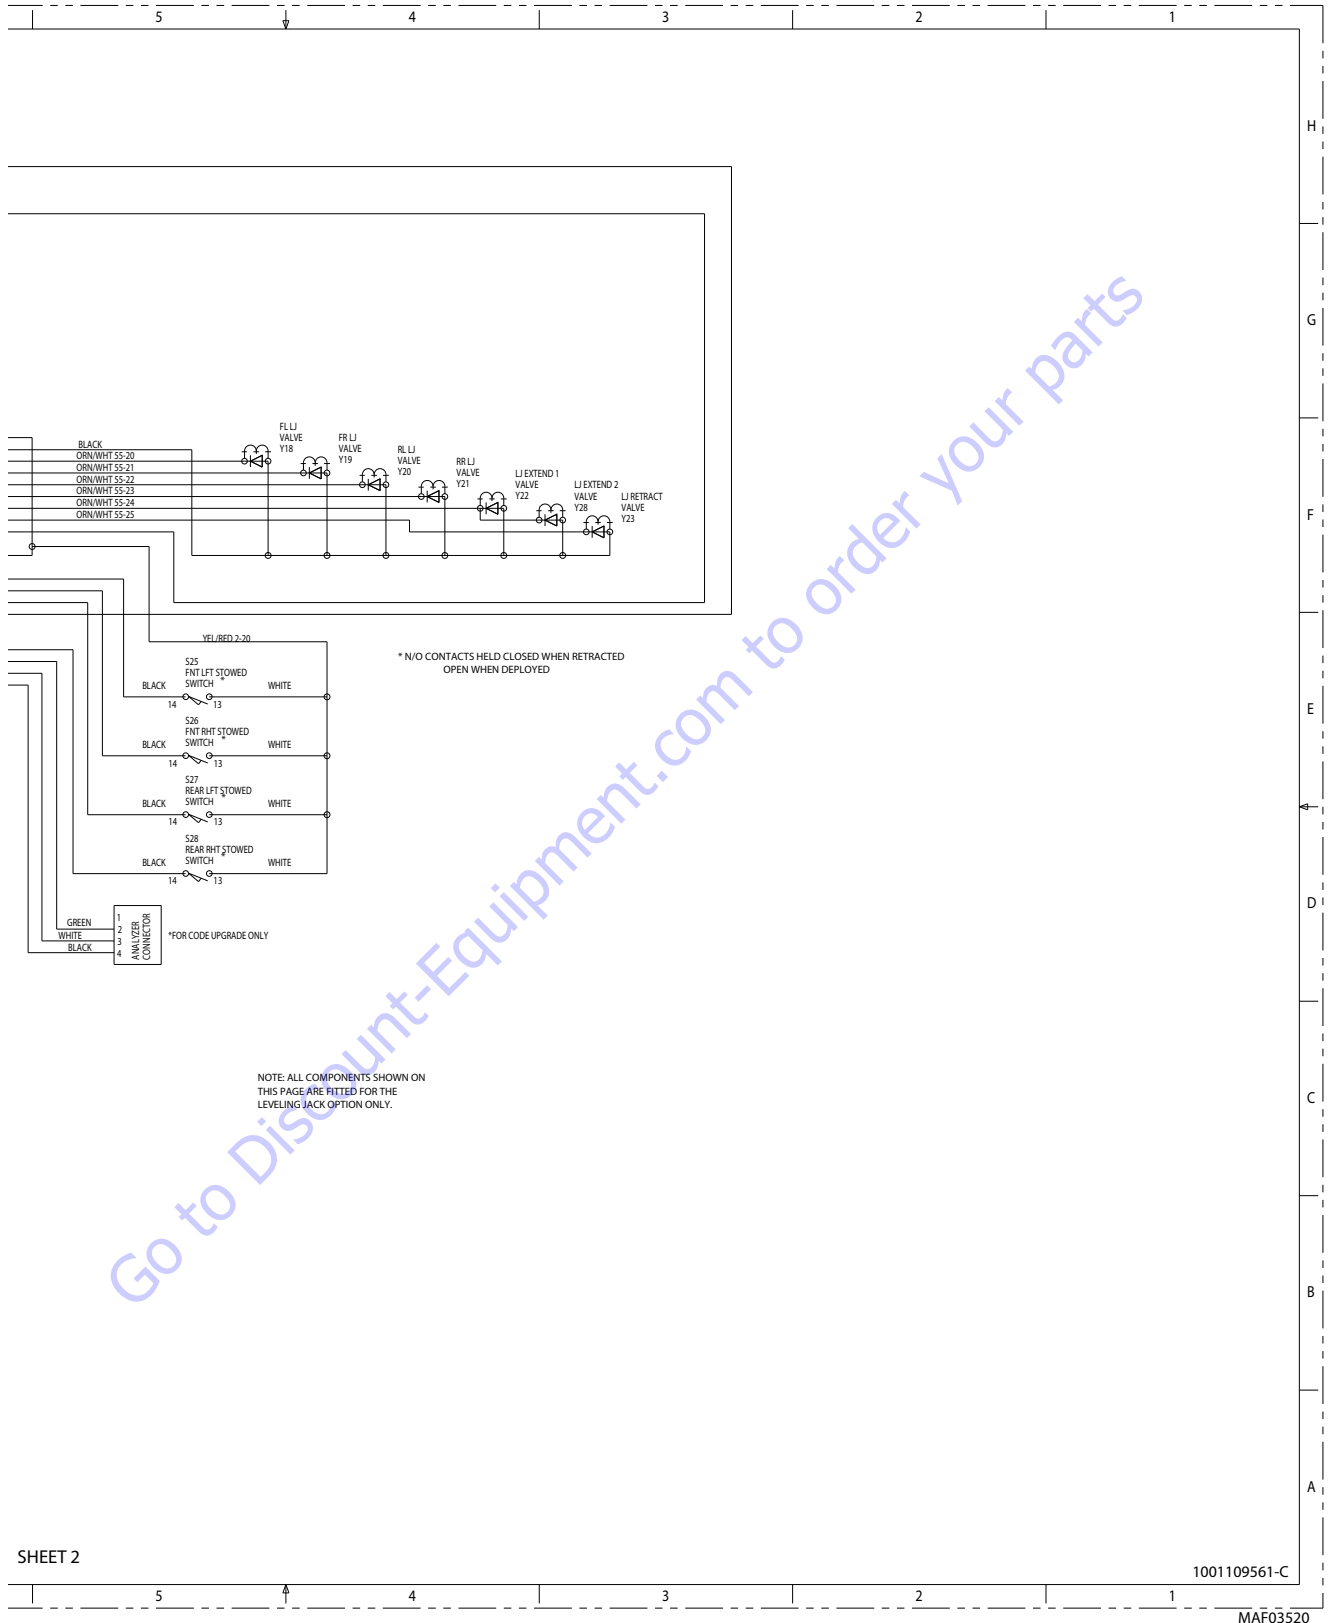 5 4 3 2 1
H
G
FL LJ
VALVE
Y18
FR LJ
VALVE
Y19
RL LJ
VALVE
Y20
RR LJ
VALVE
Y21
LJ EXTEND 1
VALVE
Y22
LJ EXTEND 2
VALVE
Y28
LJ RETRACT
VALVE
Y23
BLACK
ORN/WHT 55-20
ORN/WHT 55-21
ORN/WHT 55-22
ORN/WHT 55-23
ORN/WHT 55-24
ORN/WHT 55-25
F
YEL/RED 2-20
* N/O CONTACTS HELD CLOSED WHEN RETRACTED
OPEN WHEN DEPLOYED
S25
FNT LFT STOWED
SWITCH *
BLACK WHITE
14 13
E
S26
FNT RHT STOWED
SWITCH *
BLACK WHITE
14 13
S27
REAR LFT STOWED
SWITCH *
BLACK WHITE
14 13
S28
REAR RHT STOWED
SWITCH *
BLACK WHITE
14 13
D
GREEN
WHITE
BLACK
1
2
3
4
ANALYZER
CONNECTOR
*FOR CODE UPGRADE ONLY
NOTE: ALL COMPONENTS SHOWN ON
THIS PAGE ARE FITTED FOR THE
LEVELING JACK OPTION ONLY.
C
B
A
Go to Discount-Equipment.com to order your parts
SHEET 2
1001109561-C
5 4 3 2 1
MAF03520